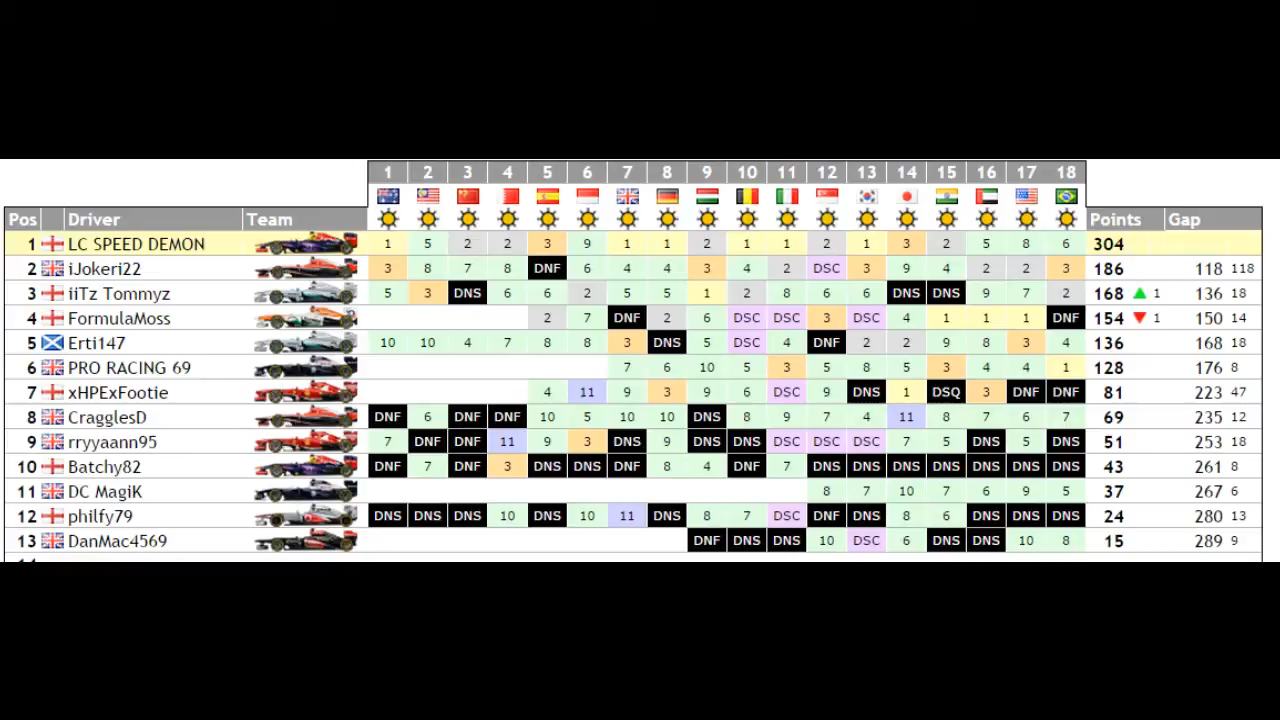 1 2 3 4 5 6 7 8 9 10 11 12 13 14 15 16 17 18
Pos Driver Team Points Gap
1 LC SPEED DEMON 1 5 2 2 3 9 1 1 2 1 1 2 1 3 2 5 8 6 304
2 iJokeri22 3 8 7 8 DNF 6 4 4 3 4 2 DSC 3 9 4 2 2 3 186 118 118
3 iiTz Tommyz 5 3 DNS 6 6 2 5 5 1 2 8 6 6 DNS DNS 9 7 2 168 1 136 18
4 FormulaMoss 2 7 DNF 2 6 DSC DSC 3 DSC 4 1 1 1 DNF 154 1 150 14
5 Erti147 10 10 4 7 8 8 3 DNS 5 DSC 4 DNF 2 2 9 8 3 4 136 168 18
6 PRO RACING 69 7 6 10 5 3 5 8 5 3 4 4 1 128 176 8
7 xHPExFootie 4 11 9 3 9 6 DSC 9 DNS 1 DSQ 3 DNF DNF 81 223 47
8 CragglesD DNF 6 DNF DNF 10 5 10 10 DNS 8 9 7 4 11 8 7 6 7 69 235 12
9 rryyaann95 7 DNF DNF 11 9 3 DNS 9 DNS DNS DSC DSC DSC 7 5 DNS 5 DNS 51 253 18
10 Batchy82 DNF 7 DNF 3 DNS DNS DNF 8 4 DNF 7 DNS DNS DNS DNS DNS DNS DNS 43 261 8
11 DC MagiK 8 7 10 7 6 9 5 37 267 6
12 philfy79 DNS DNS DNS 10 DNS 10 11 DNS 8 7 DSC DNF DNS 8 6 DNS DNS DNS 24 280 13
13 DanMac4569 DNF DNS DNS 10 DSC 6 DNS DNS 10 8 15 289 9